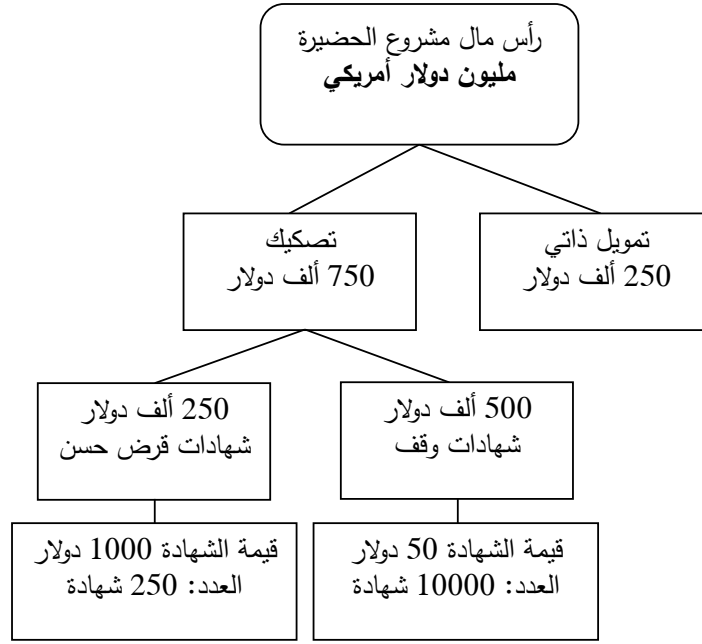 رأس مال مشروع الحضيرة
مليون دولار أمريكي
تمويل ذاتي
250 ألف دولار
تصكيك
750 ألف دولار
500 ألف دولار
شهادات وقف
250 ألف دولار
شهادات قرض حسن
قيمة الشهادة 50 دولار
العدد: 10000 شهادة
قيمة الشهادة 1000 دولار
العدد: 250 شهادة